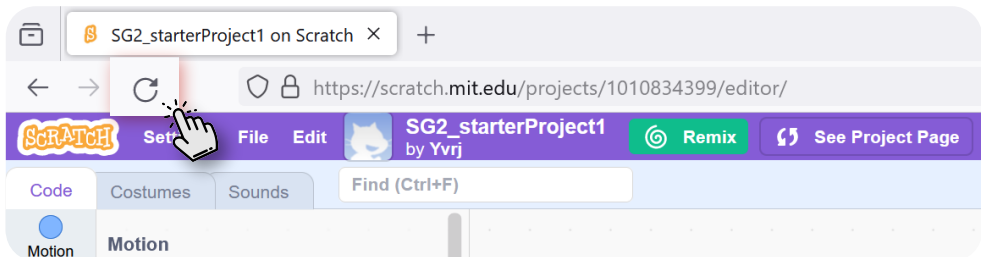 SG2_starterProject1 on Scratch
https://scratch.mit.edu/projects/1010834399/editor/
SCRATCH File Edit SG2_starterProject1 by Yvrj Remix See Project Page
Code Costumes Sounds Find (Ctrl+F)
Motion Motion